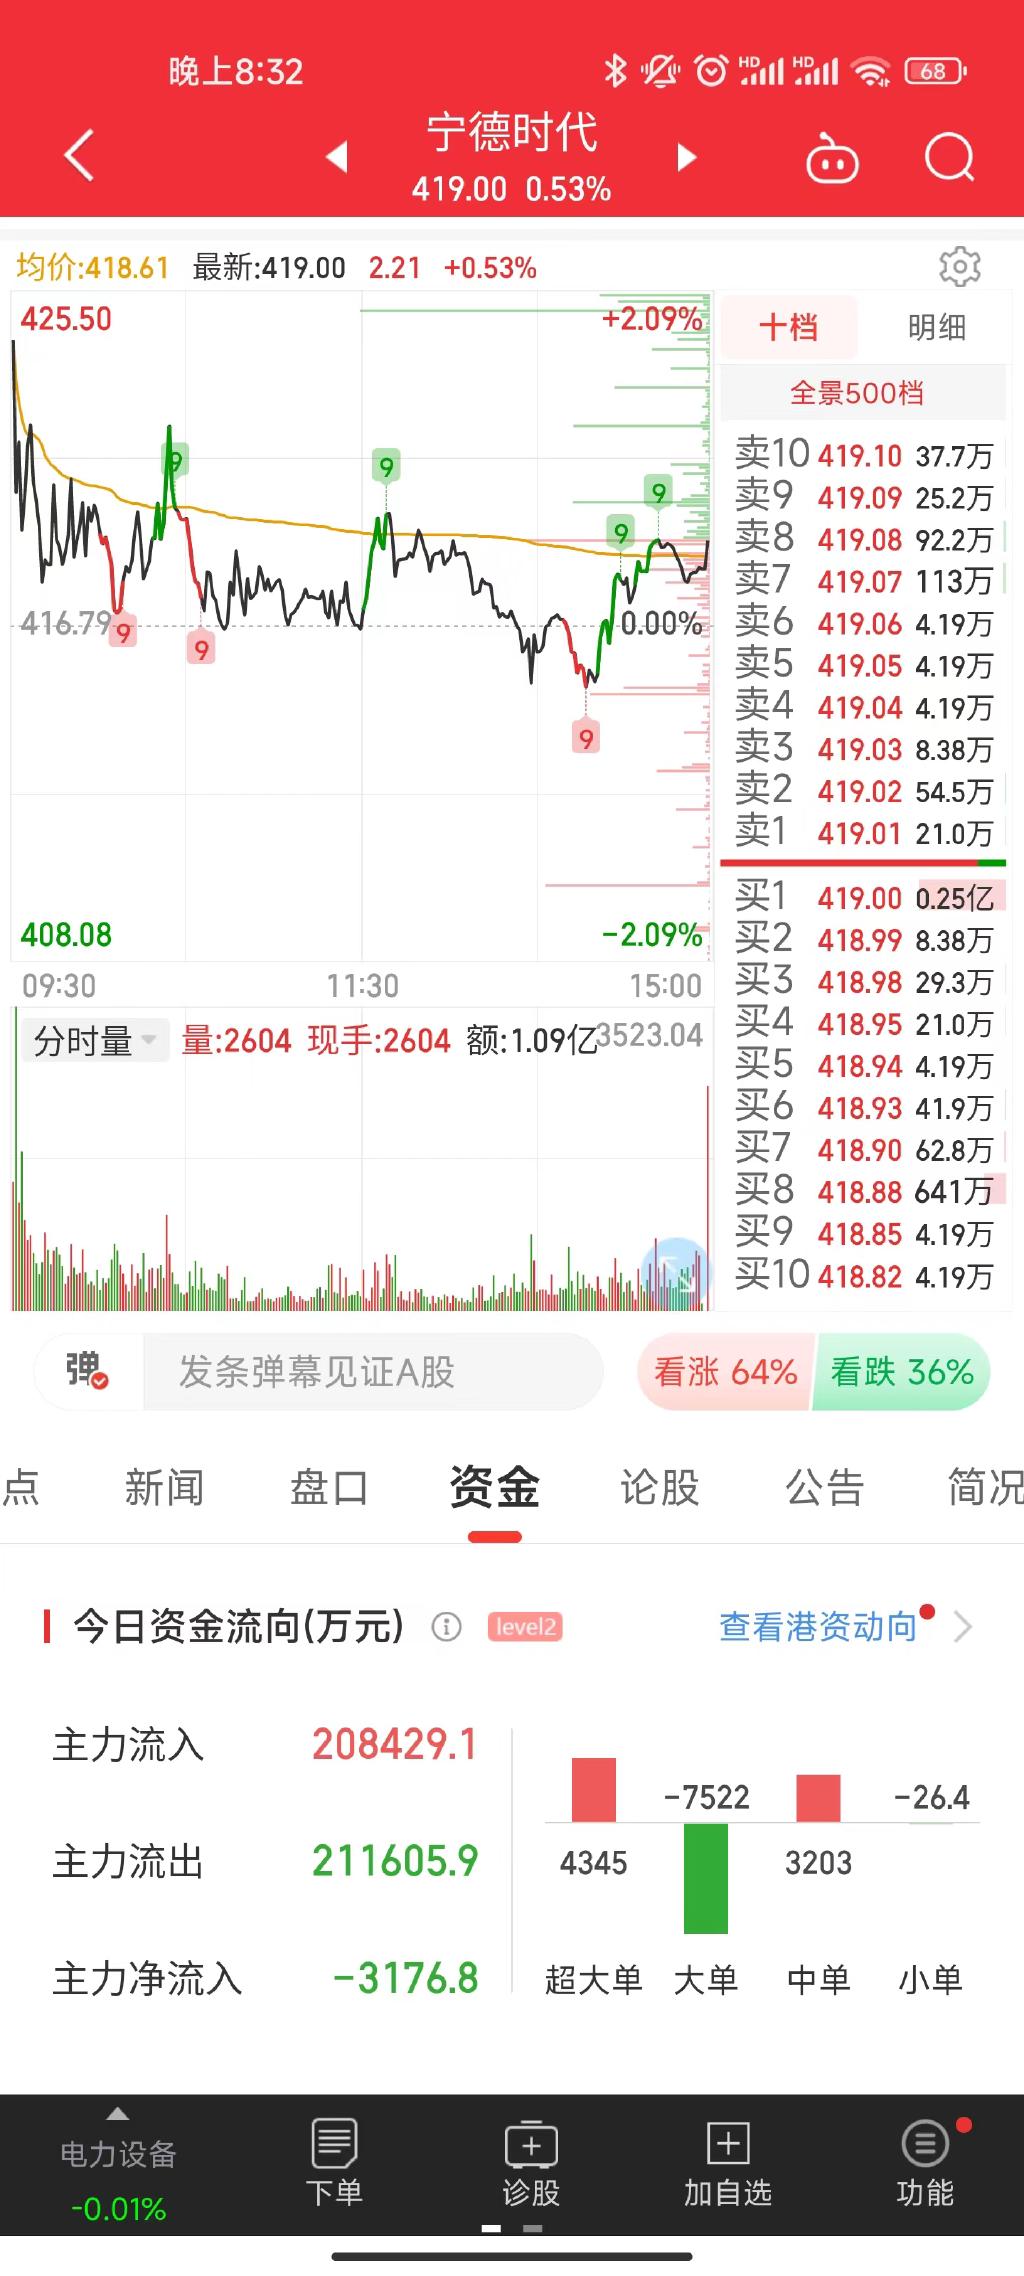 晚上8:32
HD HD 68
宁德时代
419.00 0.53%
均价:418.61 最新:419.00 2.21 +0.53%
425.50 +2.09%
416.79 0.00%
408.08 -2.09%
9
9
9
9
9
9
9
09:30 11:30 15:00
十档 明细
全景500档
卖10 419.10 37.7万
卖9 419.09 25.2万
卖8 419.08 92.2万
卖7 419.07 113万
卖6 419.06 4.19万
卖5 419.05 4.19万
卖4 419.04 4.19万
卖3 419.03 8.38万
卖2 419.02 54.5万
卖1 419.01 21.0万
买1 419.00 0.25亿
买2 418.99 8.38万
买3 418.98 29.3万
买4 418.95 21.0万
买5 418.94 4.19万
买6 418.93 41.9万
买7 418.90 62.8万
买8 418.88 641万
买9 418.85 4.19万
买10 418.82 4.19万
分时量 量:2604 现手:2604 额:1.09亿 3523.04
弹 发条弹幕见证A股 看涨 64% 看跌 36%
点 新闻 盘口 资金 论股 公告 简况
今日资金流向(万元) level2 查看港资动向
主力流入 208429.1
主力流出 211605.9
主力净流入 -3176.8
-7522 -26.4
4345 3203
超大单 大单 中单 小单
电力设备
-0.01%
下单 诊股 加自选 功能